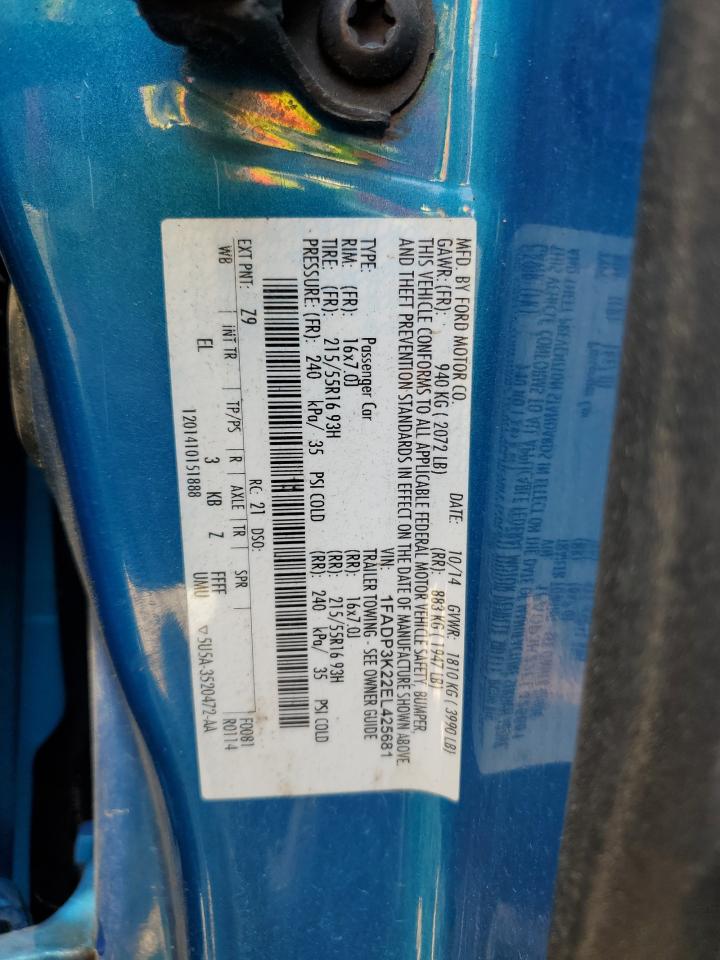 MFD. BY FORD MOTOR CO.
DATE: 10/14 GVWR: 1810 KG ( 3990 LB)
GAWR: (FR): 940 KG ( 2072 LB) (RR): 883 KG ( 1947 LB)
THIS VEHICLE CONFORMS TO ALL APPLICABLE FEDERAL MOTOR VEHICLE SAFETY, BUMPER,
AND THEFT PREVENTION STANDARDS IN EFFECT ON THE DATE OF MANUFACTURE SHOWN ABOVE.
VIN: 1FADP3K22EL425681
TYPE: Passenger Car TRAILER TOWING - SEE OWNER GUIDE
RIM: (FR): 16x7.0J (RR): 16x7.0J
TIRE: (FR): 215/55R16 93H (RR): 215/55R16 93H
PRESSURE: (FR): 240 kPa/ 35 PSI COLD (RR): 240 kPa/ 35 PSI COLD
EXT PNT: Z9 RC: 21 DSO: F0081
WB INT TR TP/PS R AXLE TR SPR R0114
EL 3 KB Z FFFF
UMU
1201410151888 5U5A-3520472-AA